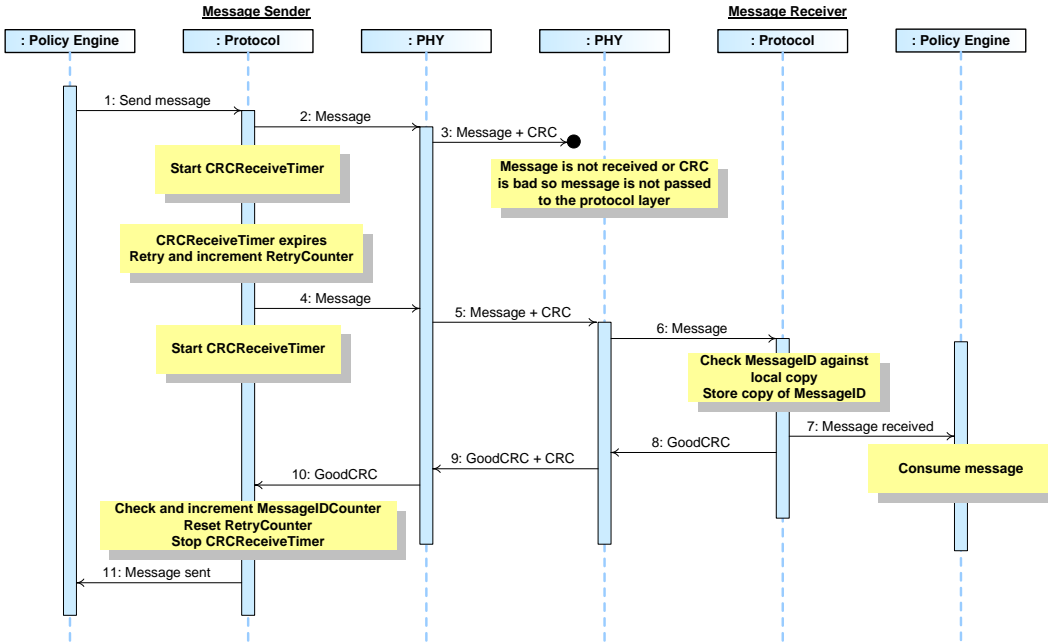 Message Sender
Message Receiver
: Policy Engine
: Protocol
: PHY
: PHY
: Protocol
: Policy Engine
1: Send message
2: Message
3: Message + CRC
Start CRCReceiveTimer
Message is not received or CRC
is bad so message is not passed
to the protocol layer
CRCReceiveTimer expires
Retry and increment RetryCounter
4: Message
5: Message + CRC
6: Message
Start CRCReceiveTimer
Check MessageID against
local copy
Store copy of MessageID
7: Message received
8: GoodCRC
9: GoodCRC + CRC
Consume message
10: GoodCRC
Check and increment MessageIDCounter
Reset RetryCounter
Stop CRCReceiveTimer
11: Message sent